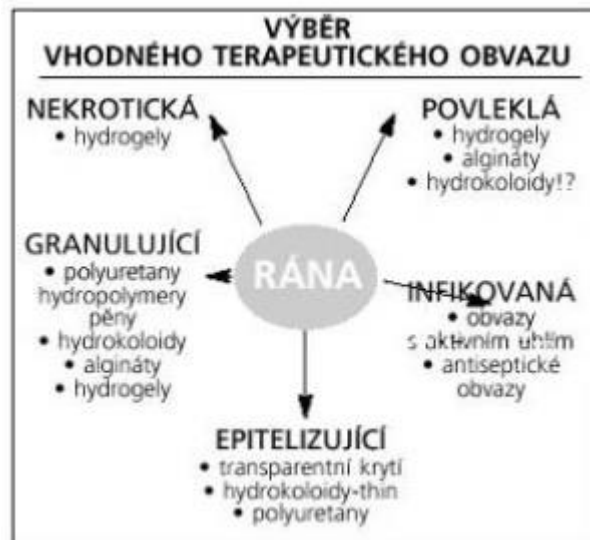 VÝBĚR
VHODNÉHO TERAPEUTICKÉHO OBVAZU
NEKROTICKÁ
• hydrogely
POVLEKLÁ
• hydrogely
• algináty
• hydrokoloidy!?
GRANULUJÍCÍ
• polyuretany
hydropolymery
pěny
• hydrokoloidy
• algináty
• hydrogely
RÁNA
INFIKOVANÁ
• obvazy
s aktivním uhlím
• antiseptické
obvazy
EPITELIZUJÍCÍ
• transparentní krytí
• hydrokoloidy-thin
• polyuretany